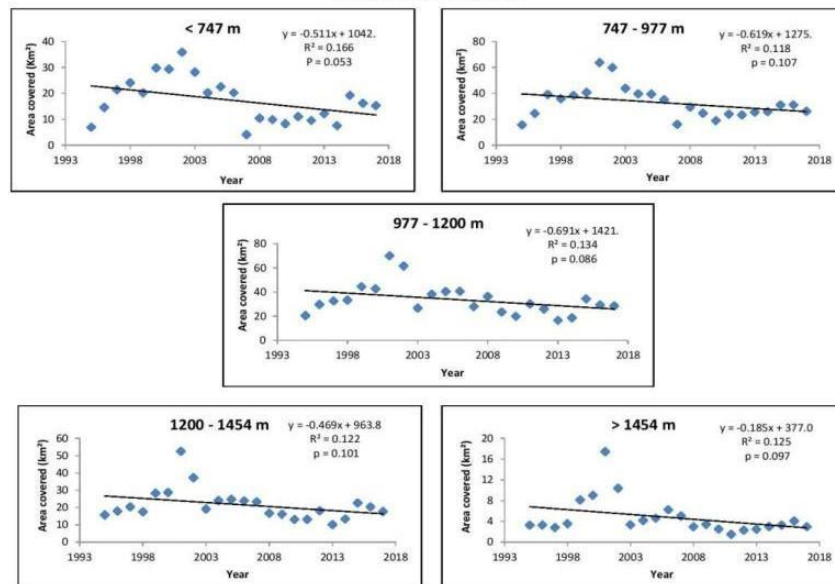 < 747 m
y = -0.511x + 1042.
R² = 0.166
P = 0.053
Area covered (Km²)
40
30
20
10
0
1993
1998
2003
2008
2013
2018
Year
747 - 977 m
y = -0.619x + 1275.
R² = 0.118
p = 0.107
Area covered (km²)
80
60
40
20
0
1993
1998
2003
2008
2013
2018
Year
977 - 1200 m
y = -0.691x + 1421.
R² = 0.134
p = 0.086
Area covered (km²)
80
60
40
20
0
1993
1998
2003
2008
2013
2018
Year
1200 - 1454 m
y = -0.469x + 963.8
R² = 0.122
p = 0.101
Area covered (km²)
60
50
40
30
20
10
0
1993
1998
2003
2008
2013
2018
Year
> 1454 m
y = -0.185x + 377.0
R² = 0.125
p = 0.097
Area covered (km²)
20
16
12
8
4
0
1993
1998
2003
2008
2013
2018
Year